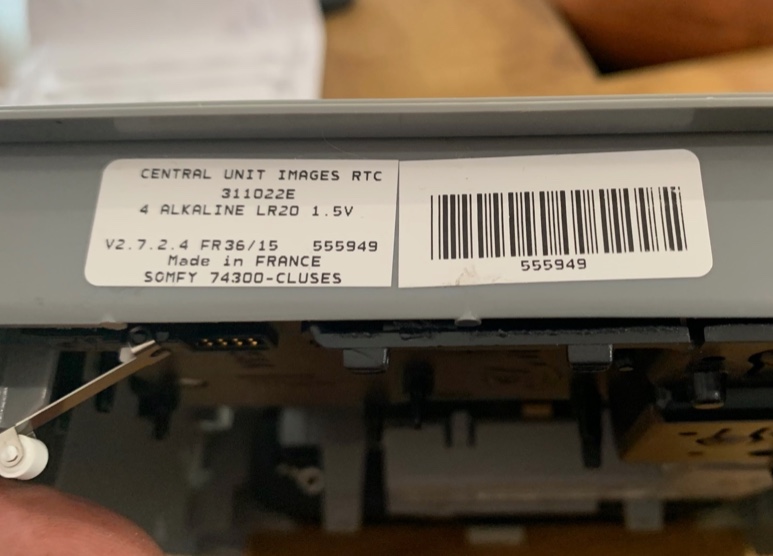 CENTRAL UNIT IMAGES RTC
311022E
4 ALKALINE LR20 1.5V
V2.7.2.4 FR36/15 555949
Made in FRANCE
SOMFY 74300-CLUSES
555949